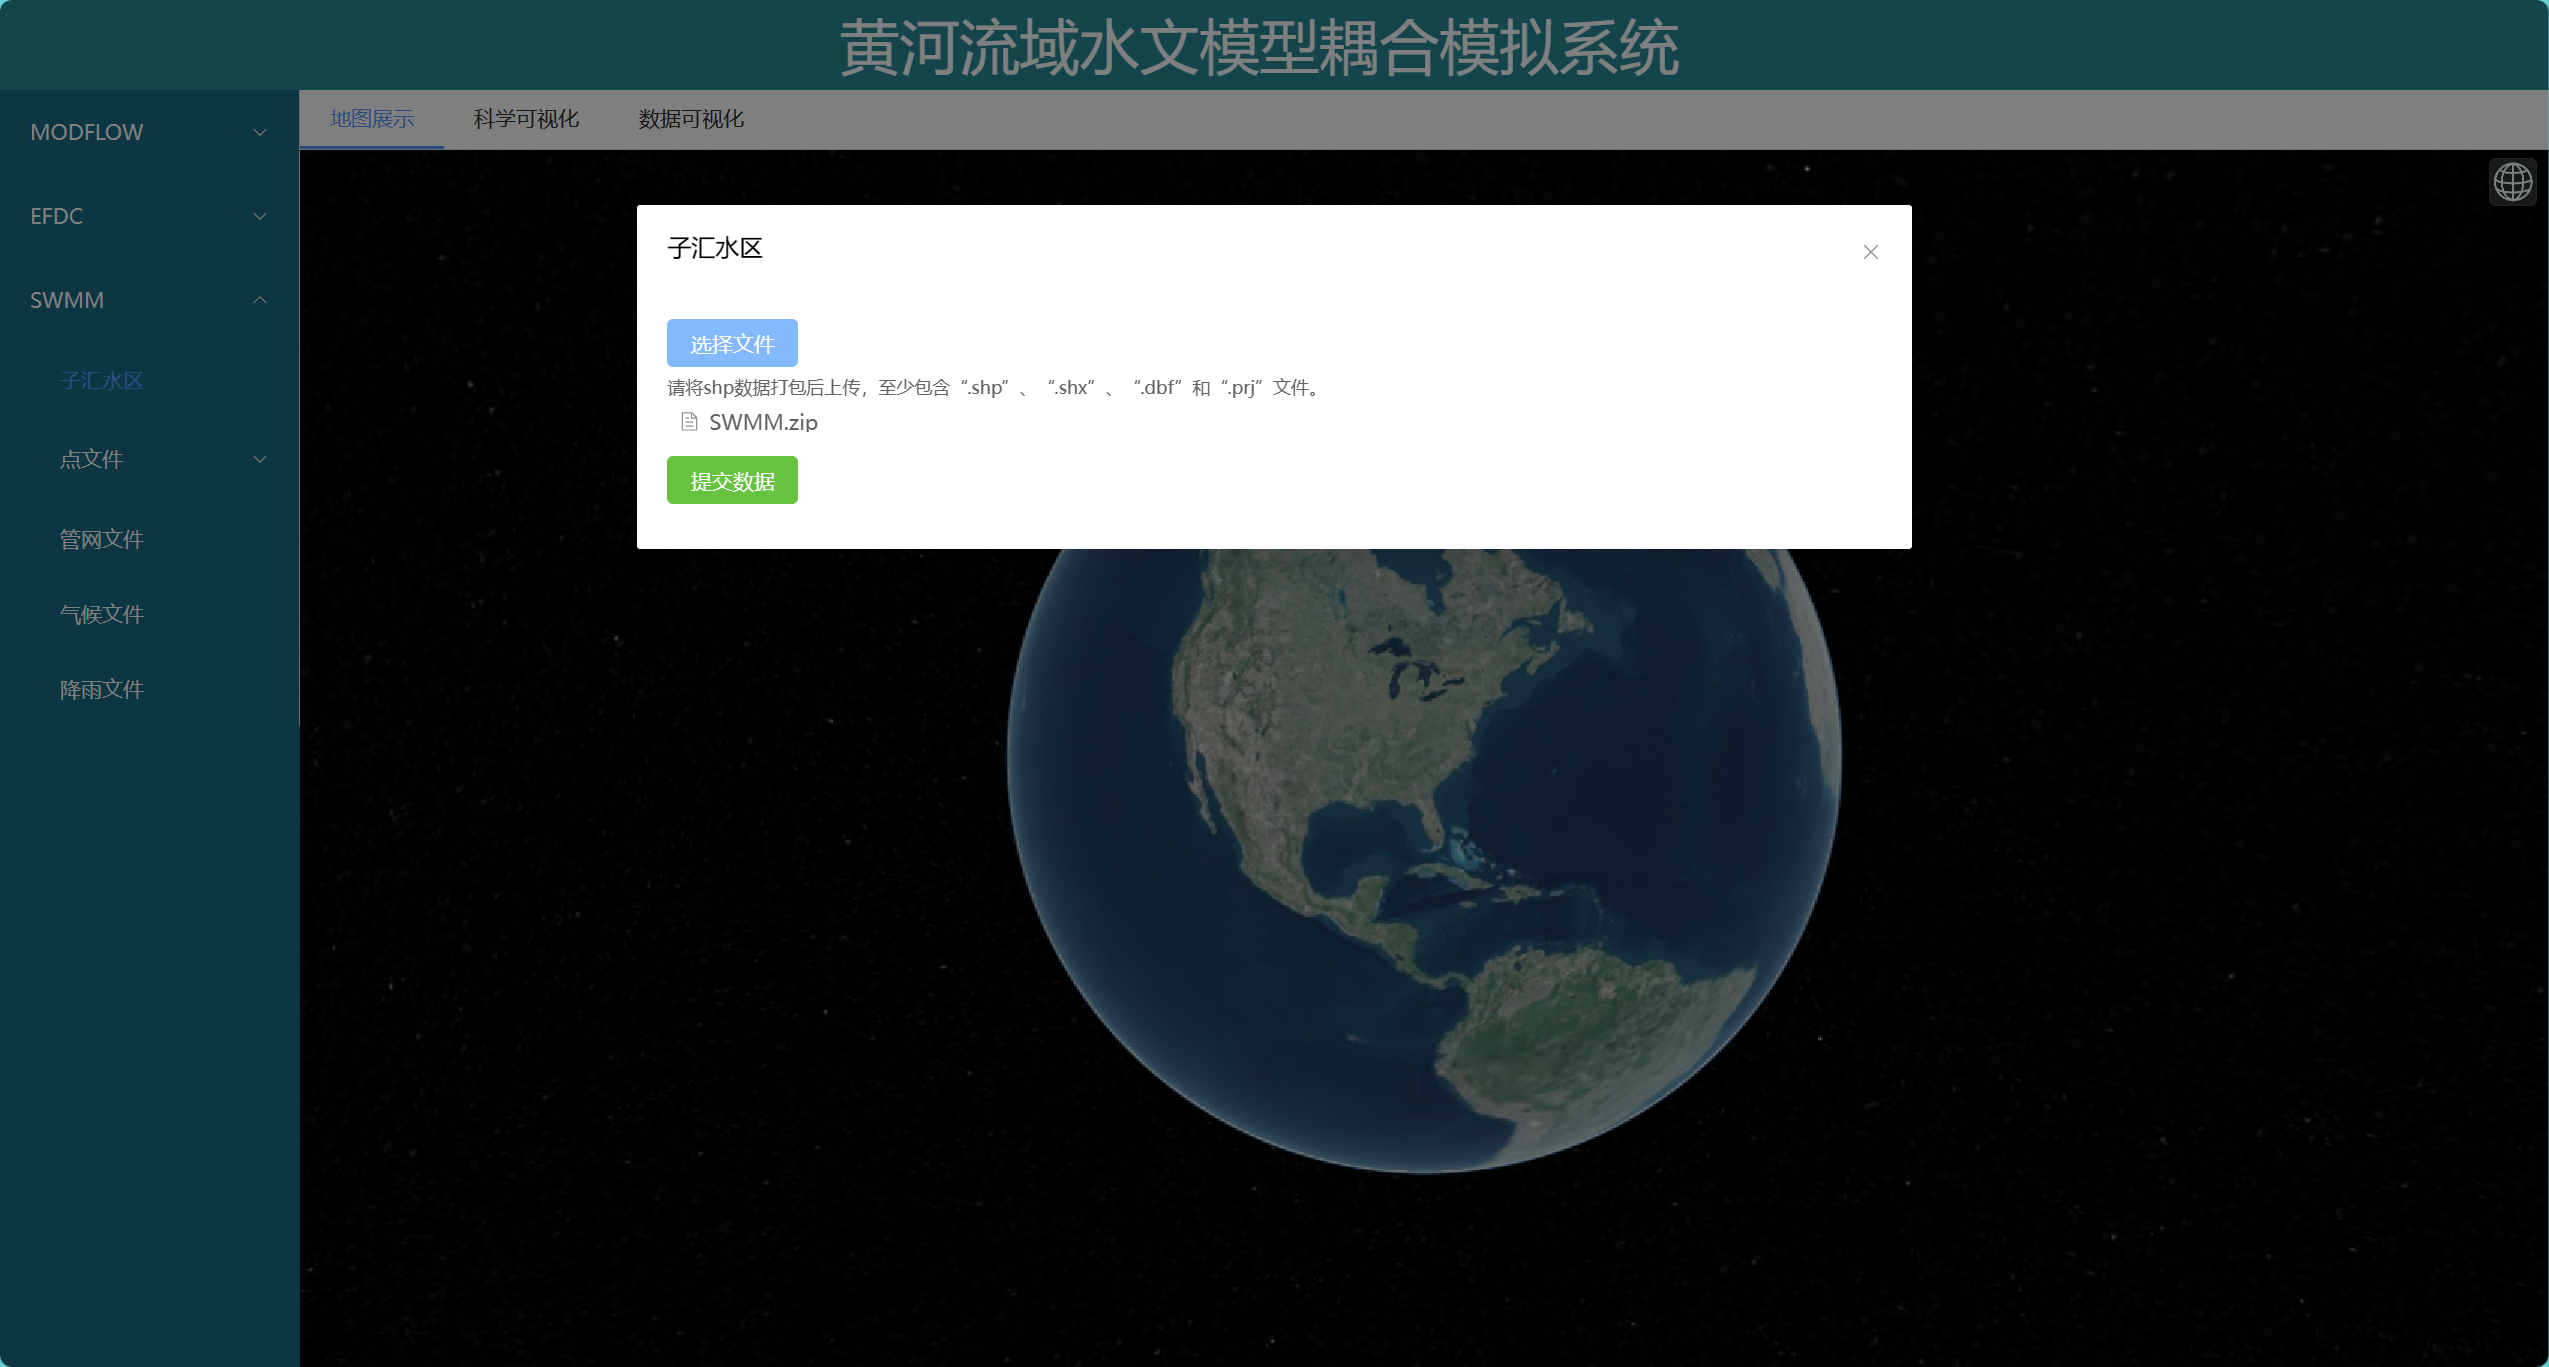 黄河流域水文模型耦合模拟系统
MODFLOW
EFDC
SWMM
子汇水区
点文件
管网文件
气候文件
降雨文件
地图展示 科学可视化 数据可视化
子汇水区
选择文件
请将shp数据打包后上传，至少包含“.shp”、“.shx”、“.dbf”和“.prj”文件。
SWMM.zip
提交数据